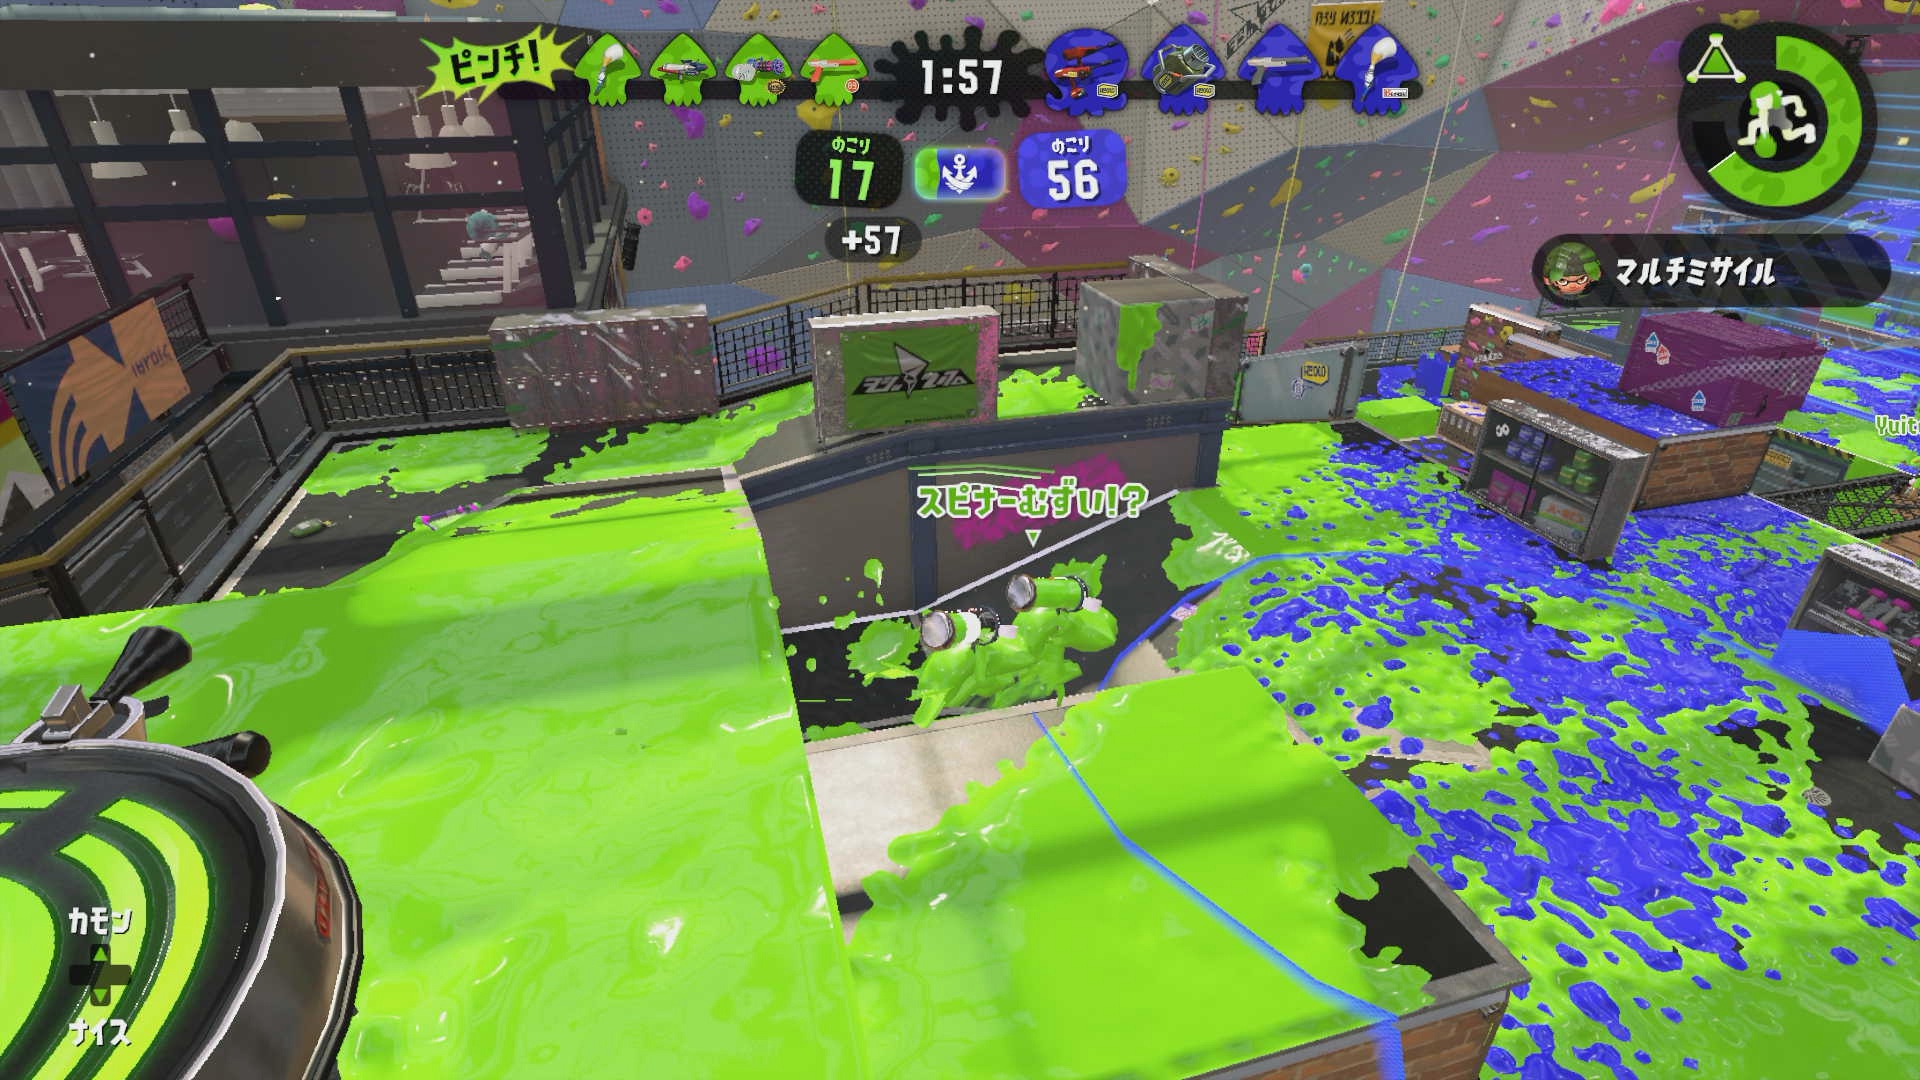 ピンチ!
1:57
のこり
17
のこり
56
+57
マルチミサイル
スピナーむずい!?
Yuit
カモン
ナイス